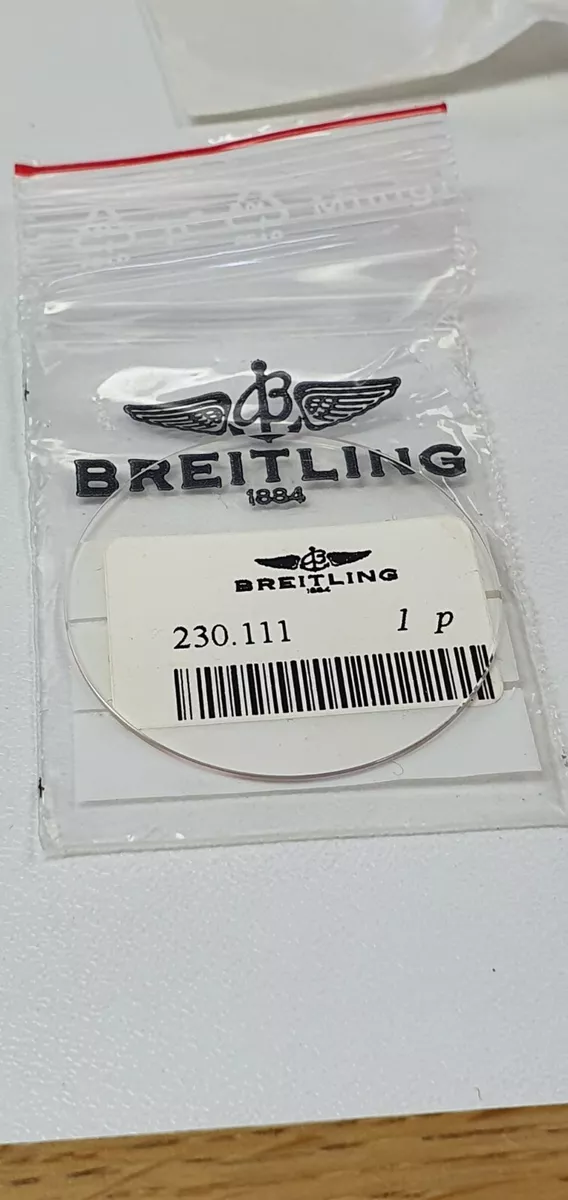 BREITLING
1884
BREITLING
1884
230.111 1 p